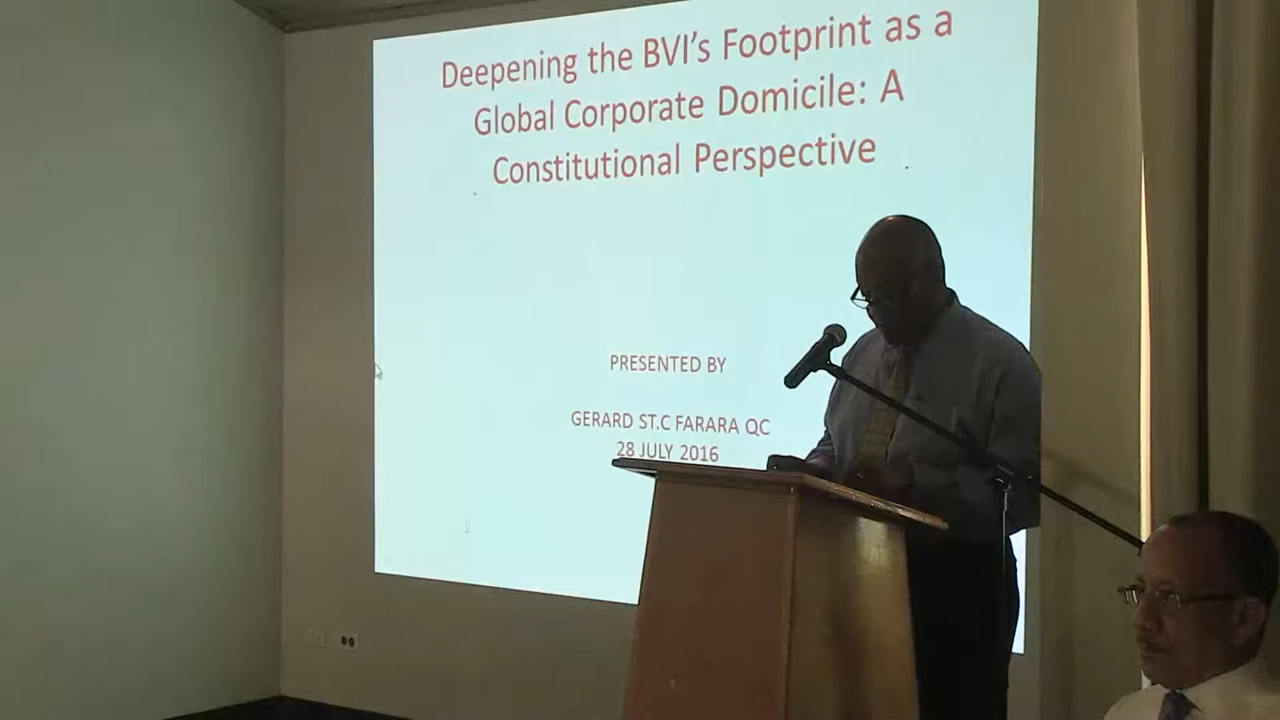 Deepening the BVI's Footprint as a
Global Corporate Domicile: A
Constitutional Perspective
PRESENTED BY
GERARD ST.C FARARA QC
28 JULY 2016